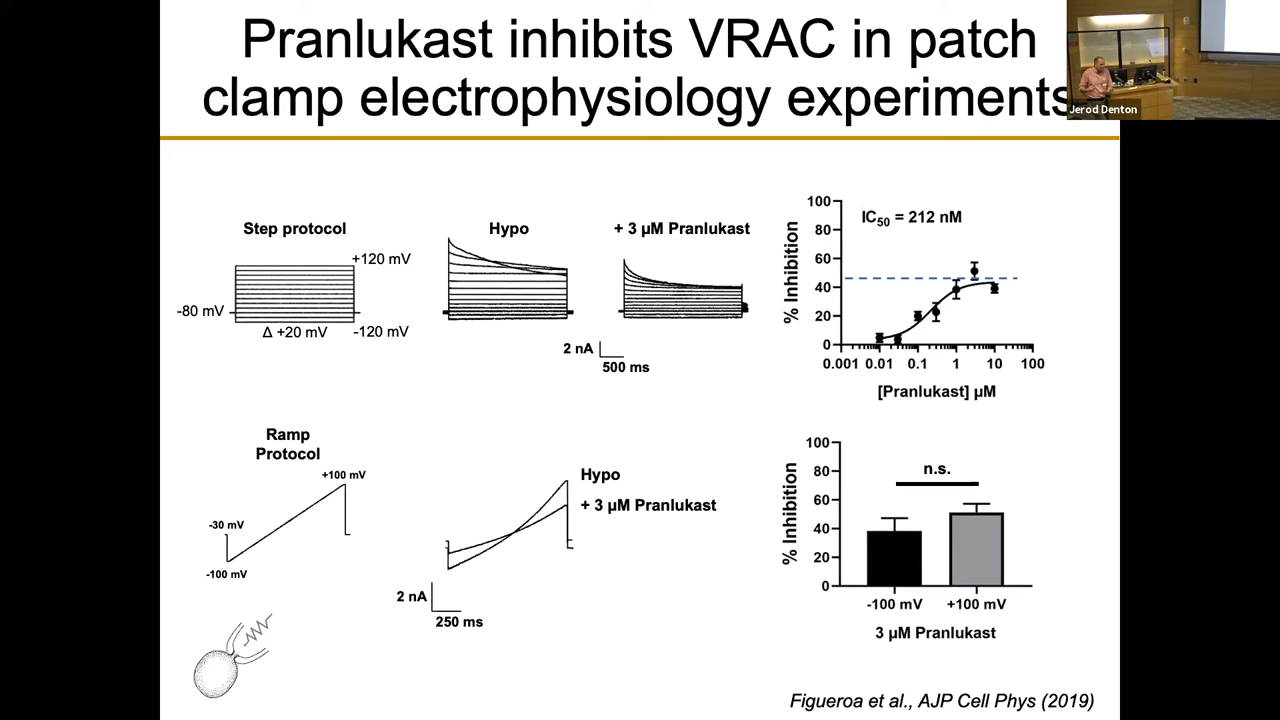 Pranlukast inhibits VRAC in patch
clamp electrophysiology experiments
Jerod Denton
Step protocol
+120 mV
-80 mV
Δ +20 mV
-120 mV
Hypo
+ 3 µM Pranlukast
2 nA
500 ms
% Inhibition
100
80
60
40
20
0
IC50 = 212 nM
0.001 0.01 0.1 1 10 100
[Pranlukast] µM
Ramp
Protocol
+100 mV
-30 mV
-100 mV
Hypo
+ 3 µM Pranlukast
2 nA
250 ms
% Inhibition
100
80
60
40
20
0
n.s.
-100 mV +100 mV
3 µM Pranlukast
Figueroa et al., AJP Cell Phys (2019)